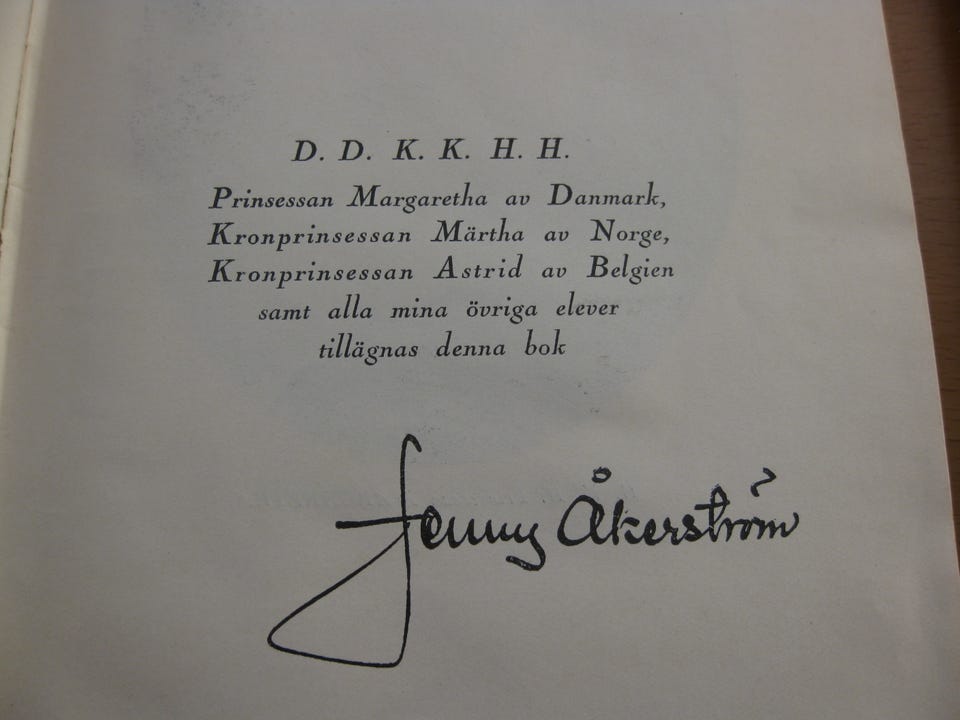 D. D. K. K. H. H.
Prinsessan Margaretha av Danmark,
Kronprinsessan Märtha av Norge,
Kronprinsessan Astrid av Belgien
samt alla mina övriga elever
tillägnas denna bok
Jenny Åkerström